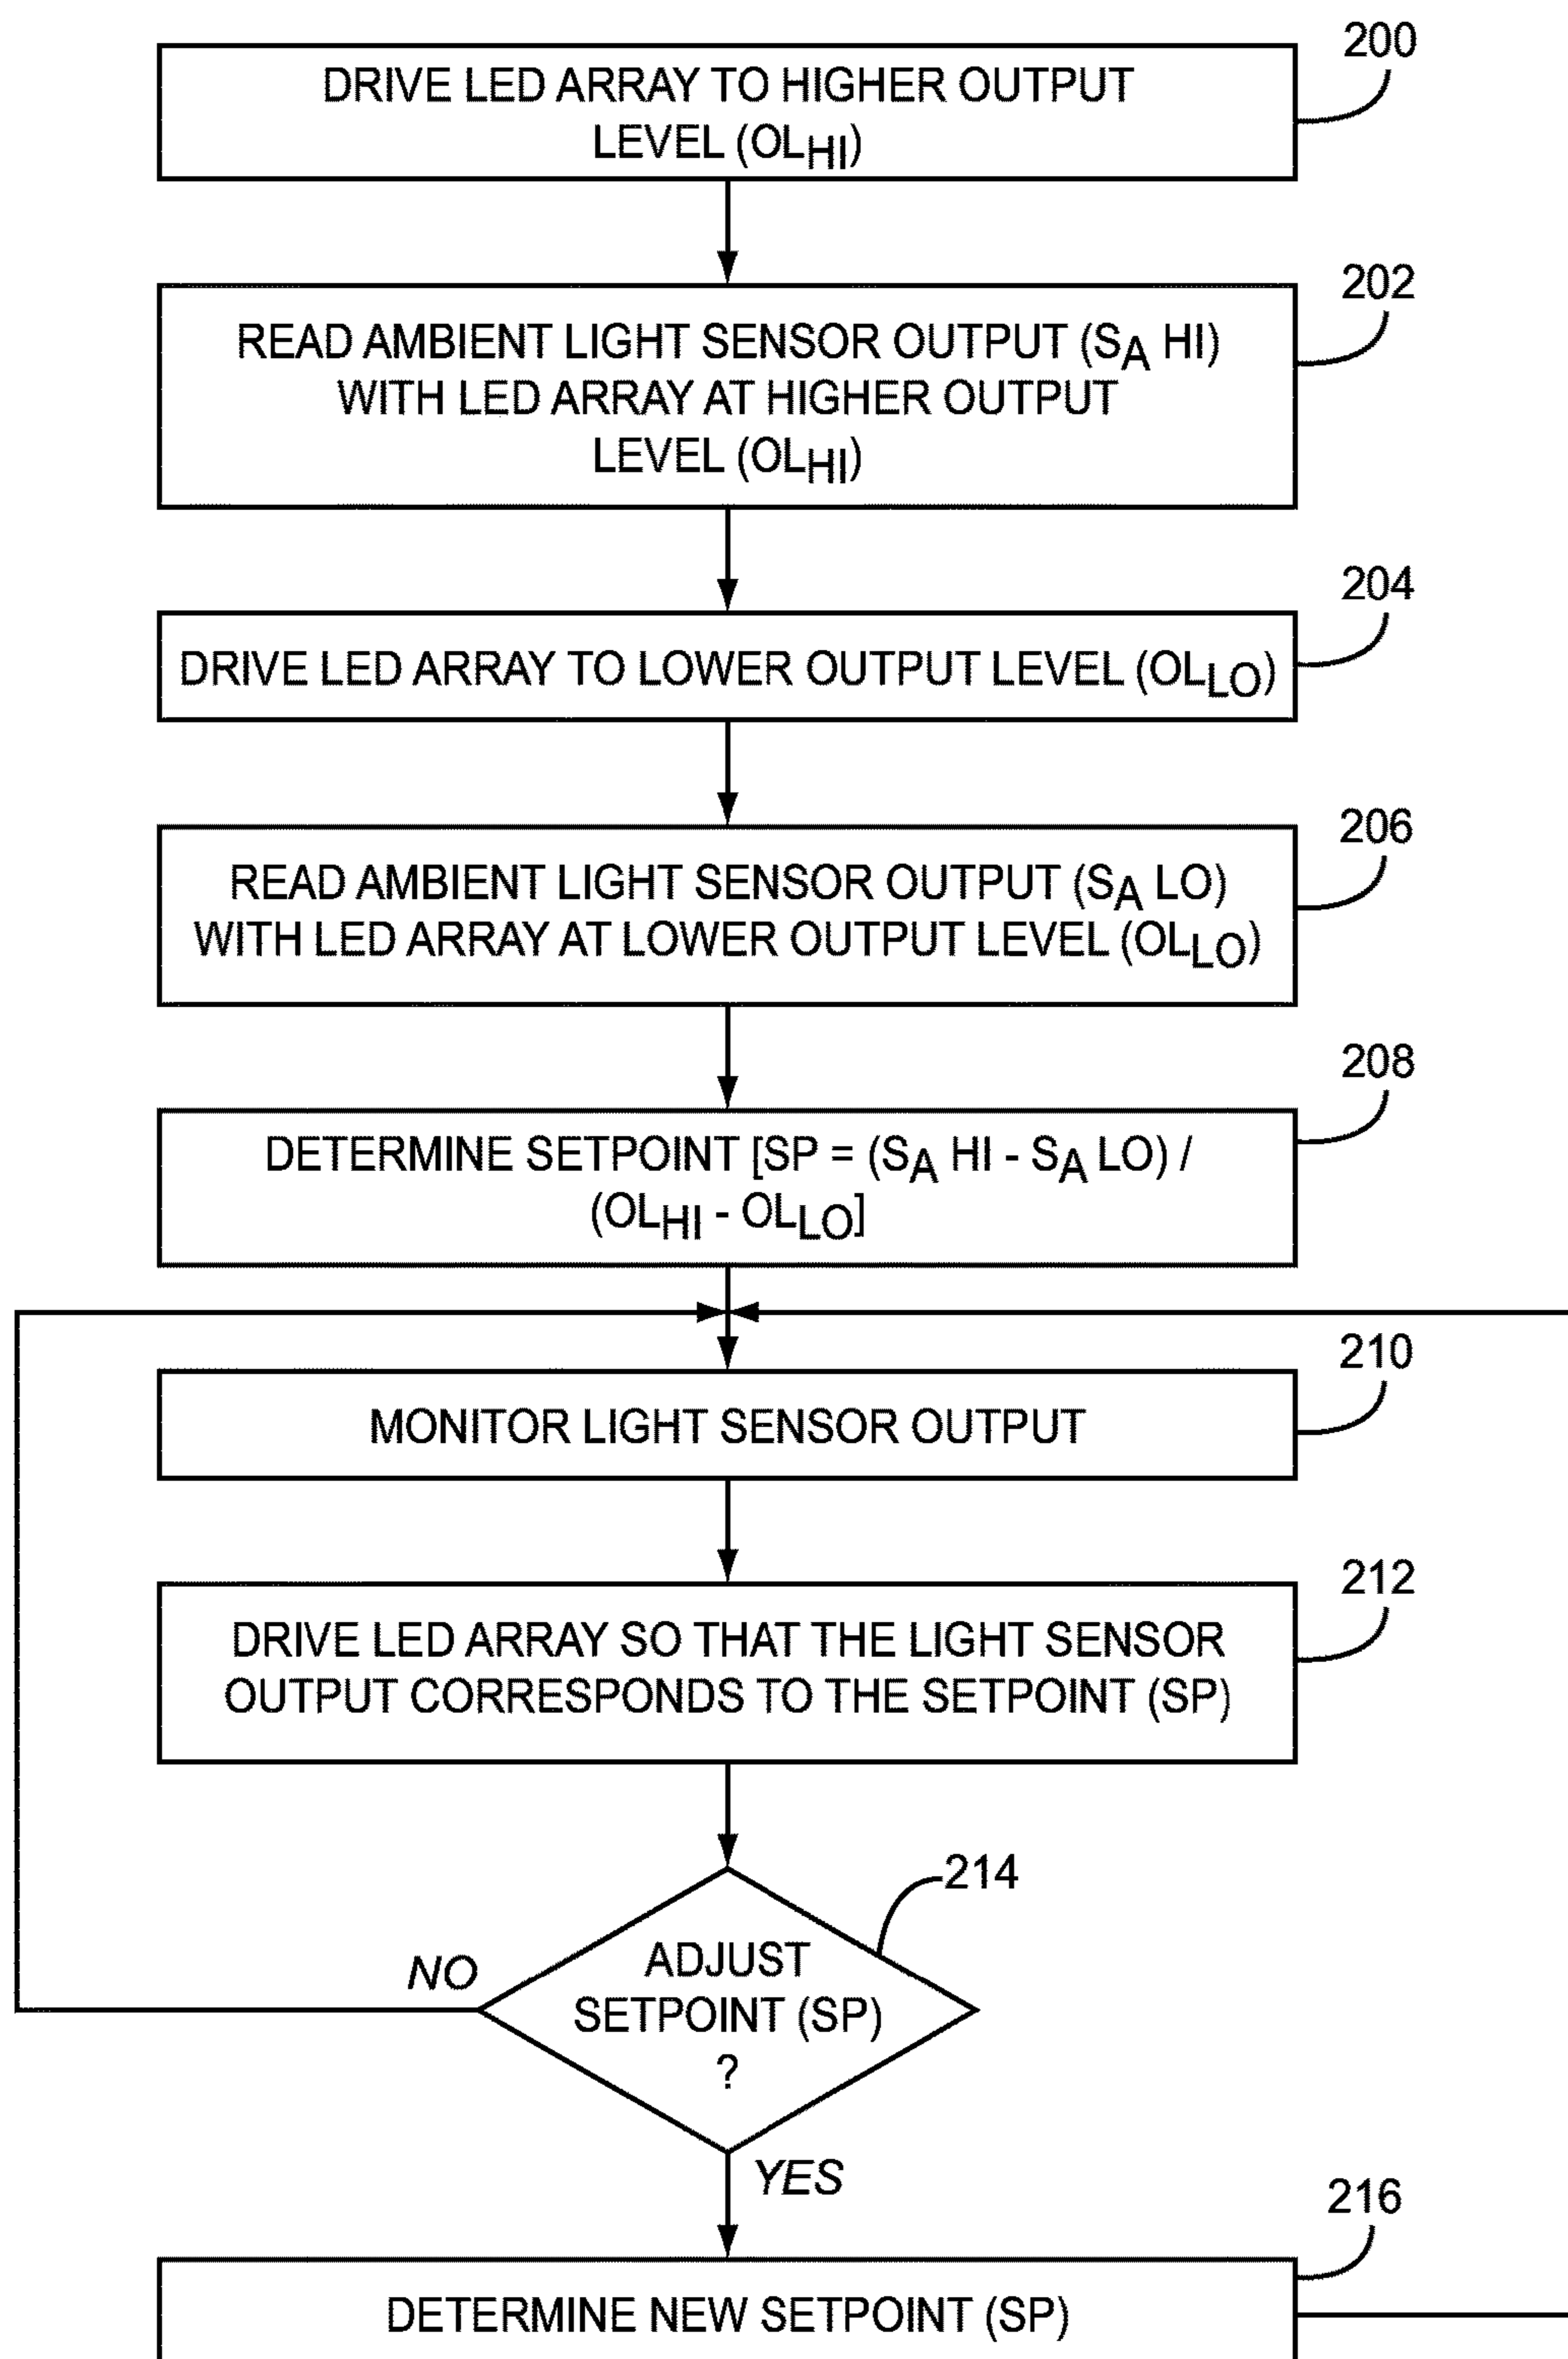 200
DRIVE LED ARRAY TO HIGHER OUTPUT
LEVEL (OLHI)
202
READ AMBIENT LIGHT SENSOR OUTPUT (SA HI)
WITH LED ARRAY AT HIGHER OUTPUT
LEVEL (OLHI)
204
DRIVE LED ARRAY TO LOWER OUTPUT LEVEL (OLLO)
206
READ AMBIENT LIGHT SENSOR OUTPUT (SA LO)
WITH LED ARRAY AT LOWER OUTPUT LEVEL (OLLO)
208
DETERMINE SETPOINT [SP = (SA HI - SA LO) /
(OLHI - OLLO]
210
MONITOR LIGHT SENSOR OUTPUT
212
DRIVE LED ARRAY SO THAT THE LIGHT SENSOR
OUTPUT CORRESPONDS TO THE SETPOINT (SP)
214
NO
ADJUST
SETPOINT (SP)
?
YES
216
DETERMINE NEW SETPOINT (SP)